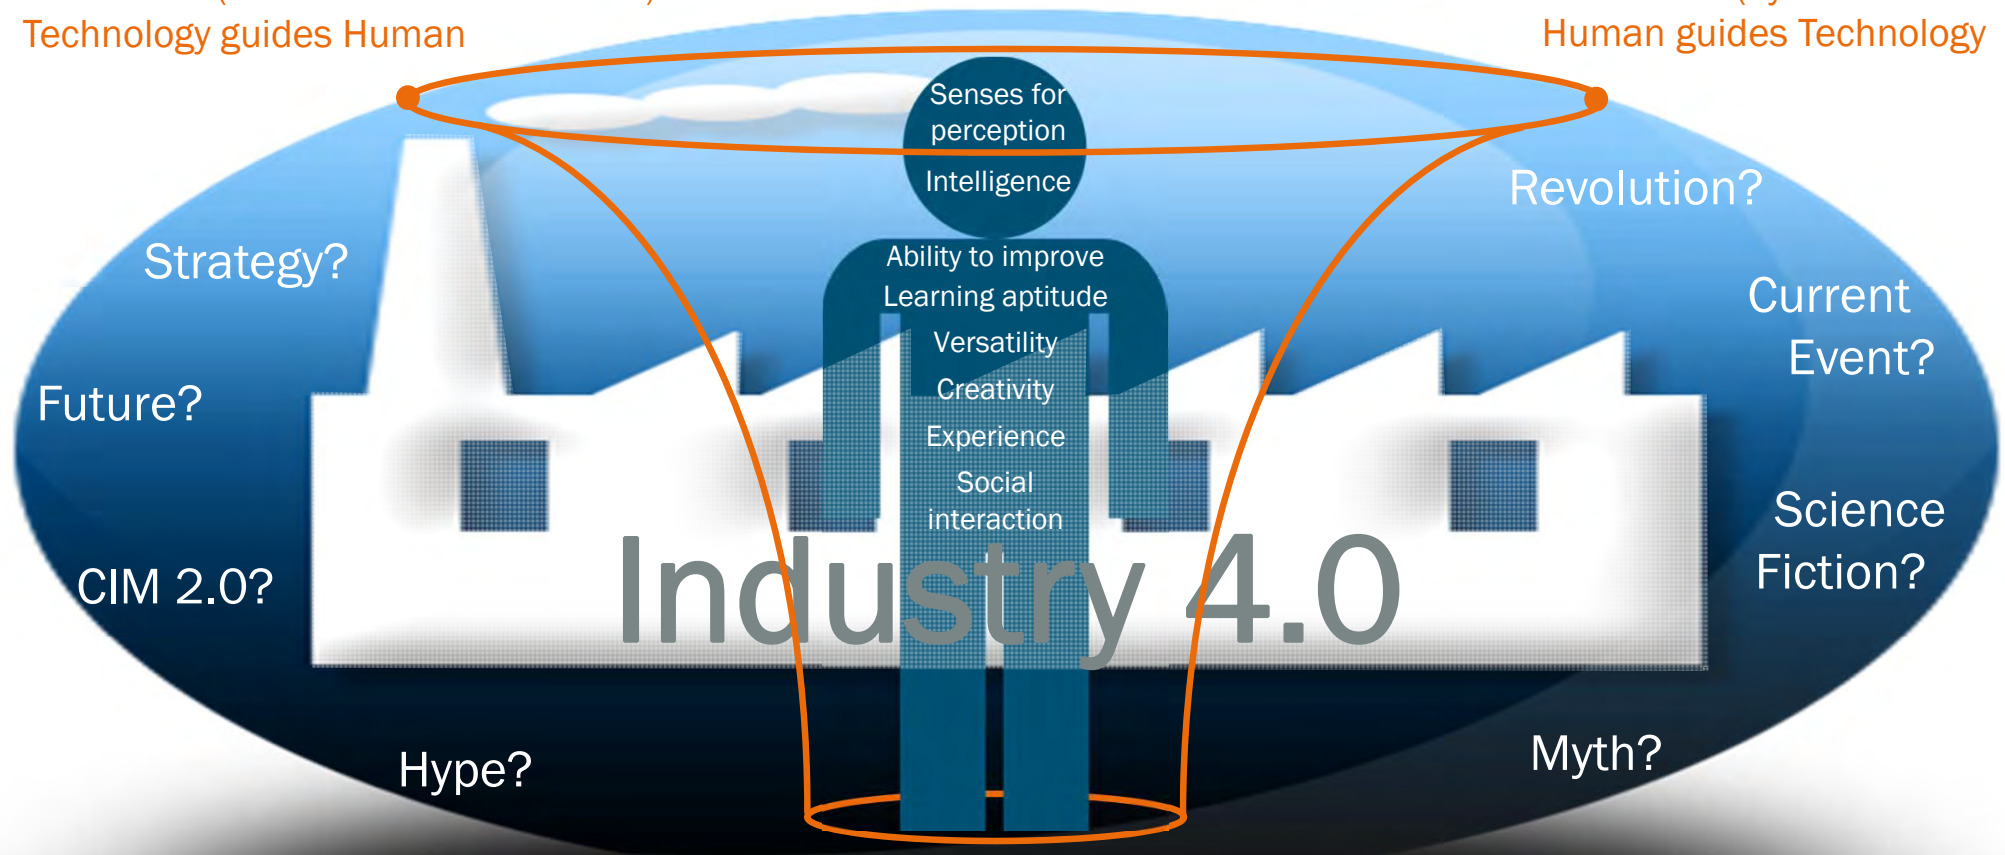 Technology guides Human
Human guides Technology
Senses for
perception
Intelligence
Revolution?
Strategy?
Ability to improve
Learning aptitude
Current
Event?
Versatility
Future?
Creativity
Experience
Social
interaction
Science
Fiction?
Industry 4.0
CIM 2.0?
Hype?
Myth?